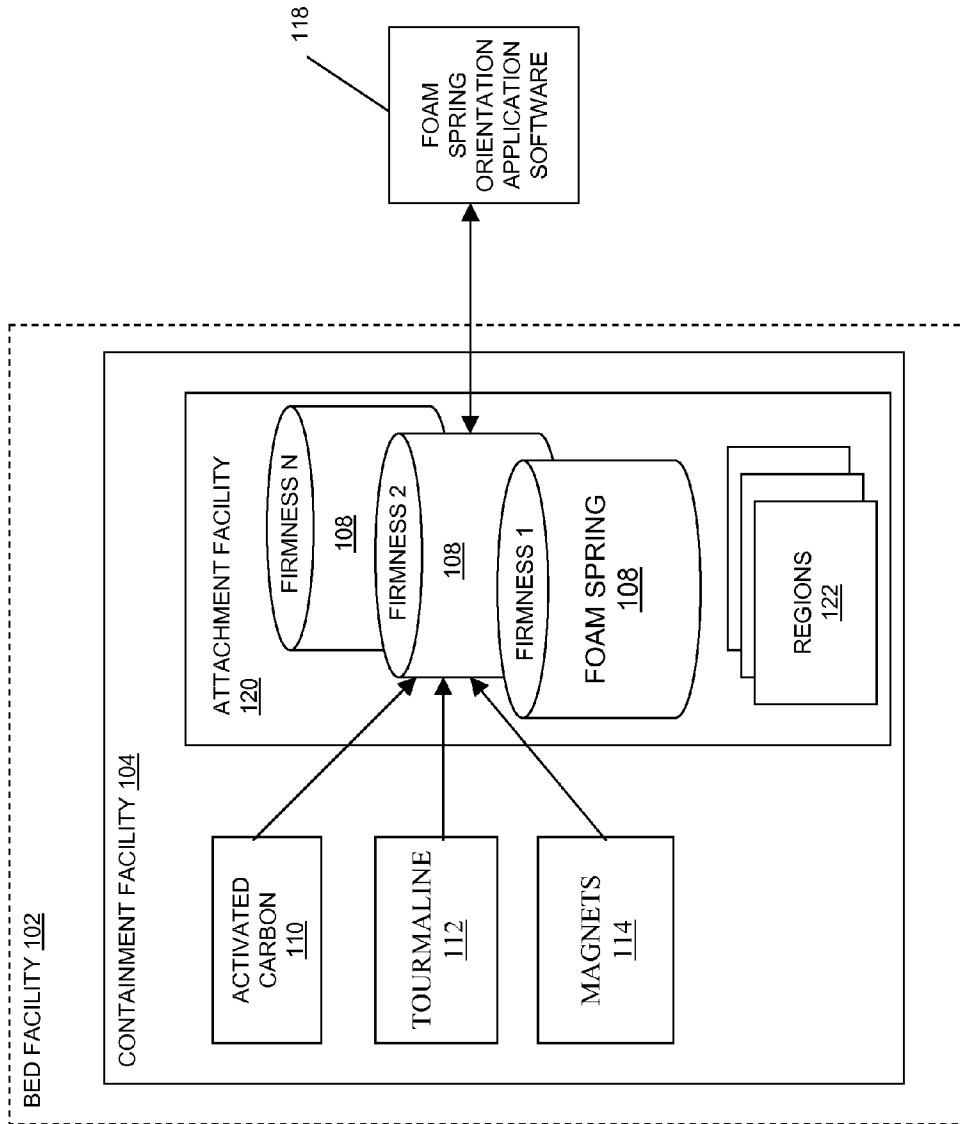 BED FACILITY 102
CONTAINMENT FACILITY 104
ACTIVATED
CARBON
110
TOURMALINE
112
MAGNETS
114
ATTACHMENT FACILITY
120
FIRMNESS N
108
FIRMNESS 2
108
FIRMNESS 1
FOAM SPRING
108
REGIONS
122
118
FOAM
SPRING
ORIENTATION
APPLICATION
SOFTWARE